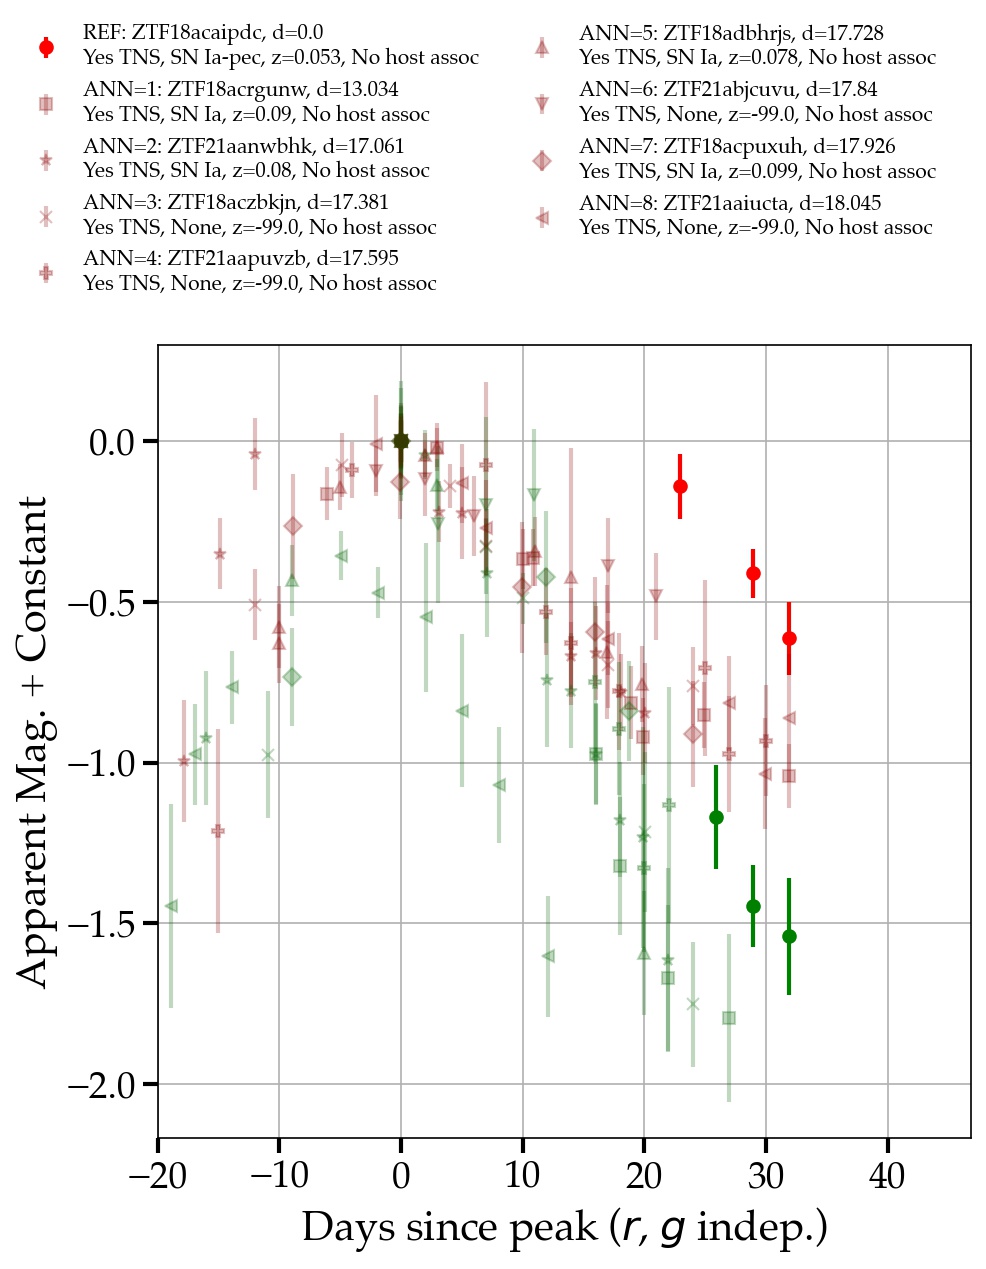 REF: ZTF18acaipdc, d=0.0
Yes TNS, SN Ia-pec, z=0.053, No host assoc
ANN=1: ZTF18acrgunw, d=13.034
Yes TNS, SN Ia, z=0.09, No host assoc
ANN=2: ZTF21aanwbhk, d=17.061
Yes TNS, SN Ia, z=0.08, No host assoc
ANN=3: ZTF18aczbkjn, d=17.381
Yes TNS, None, z=-99.0, No host assoc
ANN=4: ZTF21aapuvzb, d=17.595
Yes TNS, None, z=-99.0, No host assoc
ANN=5: ZTF18adbhrjs, d=17.728
Yes TNS, SN Ia, z=0.078, No host assoc
ANN=6: ZTF21abjcuvu, d=17.84
Yes TNS, None, z=-99.0, No host assoc
ANN=7: ZTF18acpuxuh, d=17.926
Yes TNS, SN Ia, z=0.099, No host assoc
ANN=8: ZTF21aaiucta, d=18.045
Yes TNS, None, z=-99.0, No host assoc
Apparent Mag. + Constant
0.0
−0.5
−1.0
−1.5
−2.0
−20 −10 0 10 20 30 40
Days since peak (r, g indep.)